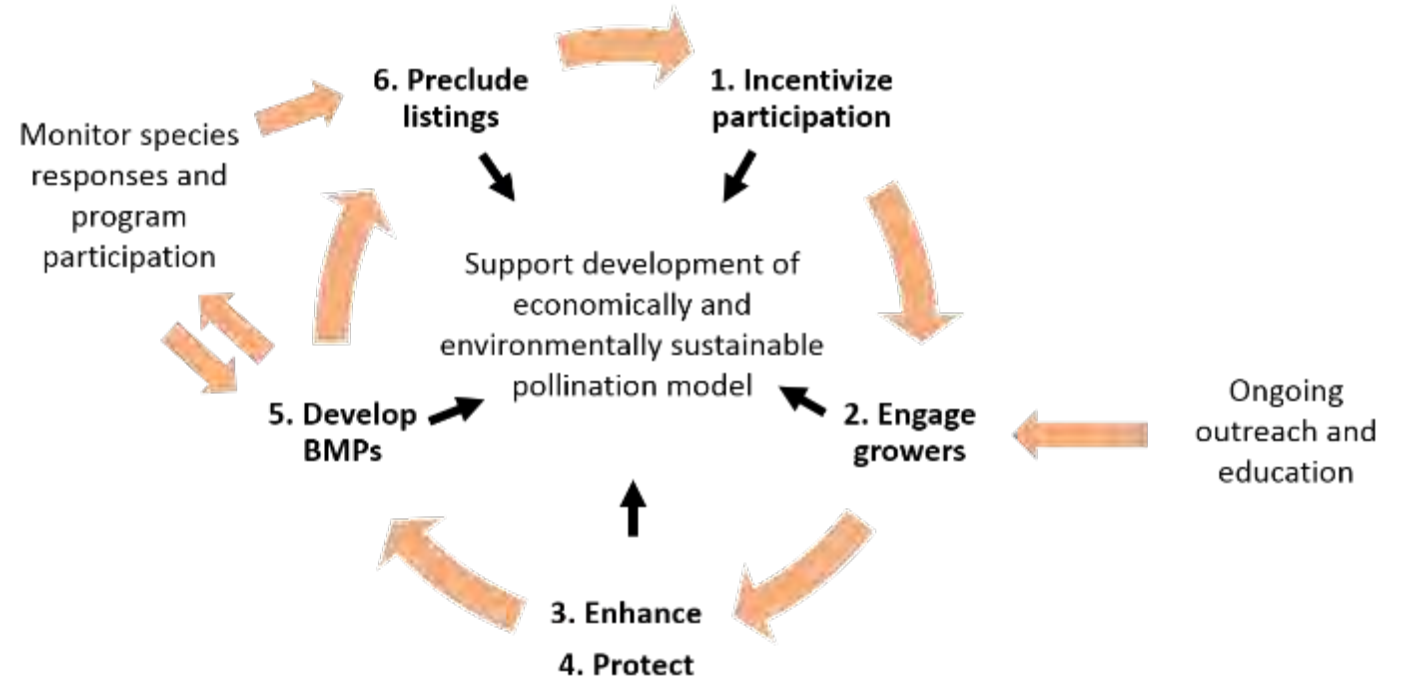 6. Preclude
listings
1. Incentivize
participation
Monitor species
responses and
program
participation
Support development of
economically and
environmentally sustainable
pollination model
5. Develop
BMPs
2. Engage
growers
Ongoing
outreach and
education
3. Enhance
4. Protect